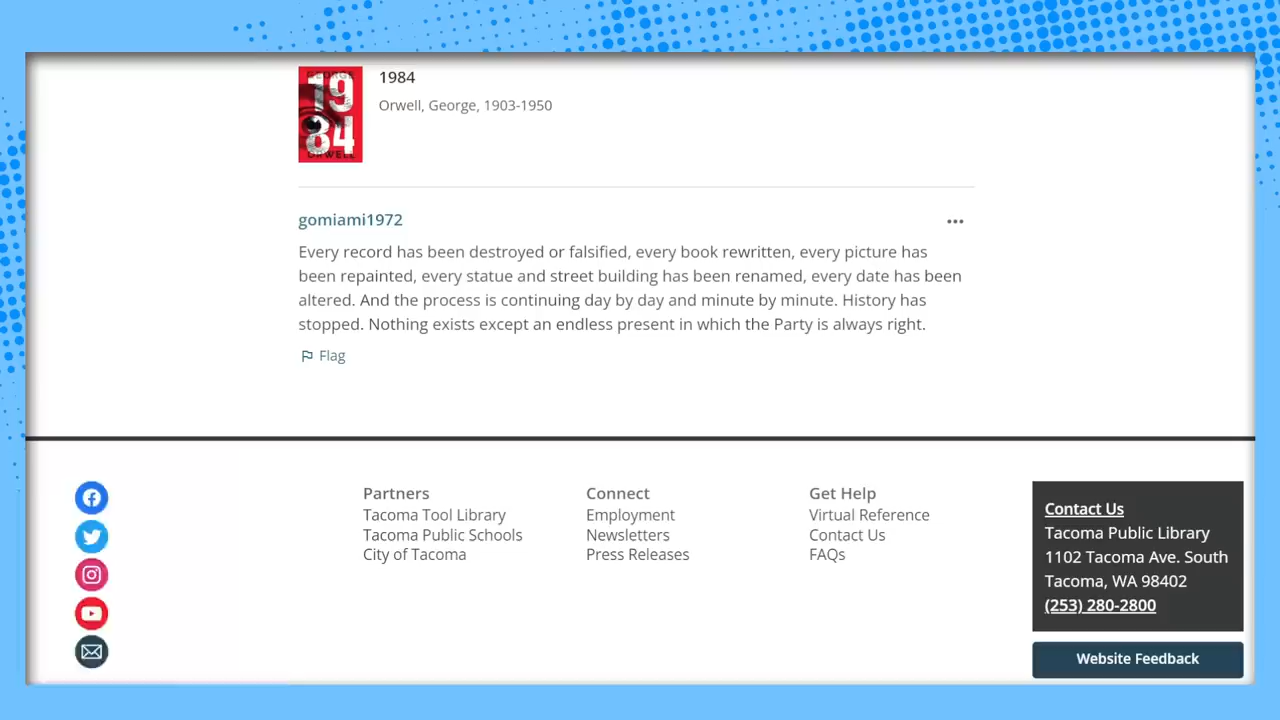 GEORGE
19
84
ORWELL
1984
Orwell, George, 1903-1950
gomiami1972
Every record has been destroyed or falsified, every book rewritten, every picture has
been repainted, every statue and street building has been renamed, every date has been
altered. And the process is continuing day by day and minute by minute. History has
stopped. Nothing exists except an endless present in which the Party is always right.
Flag
Partners
Tacoma Tool Library
Tacoma Public Schools
City of Tacoma
Connect
Employment
Newsletters
Press Releases
Get Help
Virtual Reference
Contact Us
FAQs
Contact Us
Tacoma Public Library
1102 Tacoma Ave. South
Tacoma, WA 98402
(253) 280-2800
Website Feedback